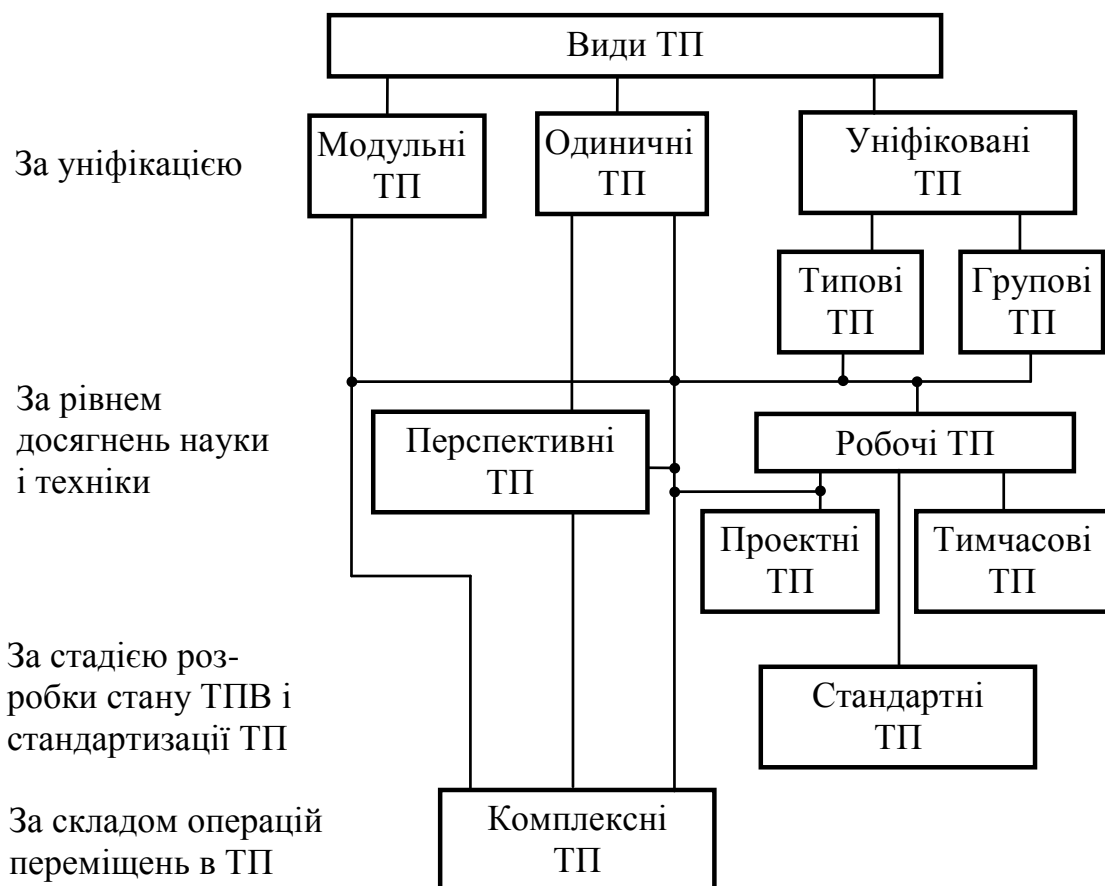 Види ТП
За уніфікацією
Модульні
ТП
Одиничні
ТП
Уніфіковані
ТП
Типові
ТП
Групові
ТП
За рівнем
досягнень науки
і техніки
Перспективні
ТП
Робочі ТП
Проектні
ТП
Тимчасові
ТП
За стадією роз-
робки стану ТПВ і
стандартизації ТП
Стандартні
ТП
За складом операцій
переміщень в ТП
Комплексні
ТП